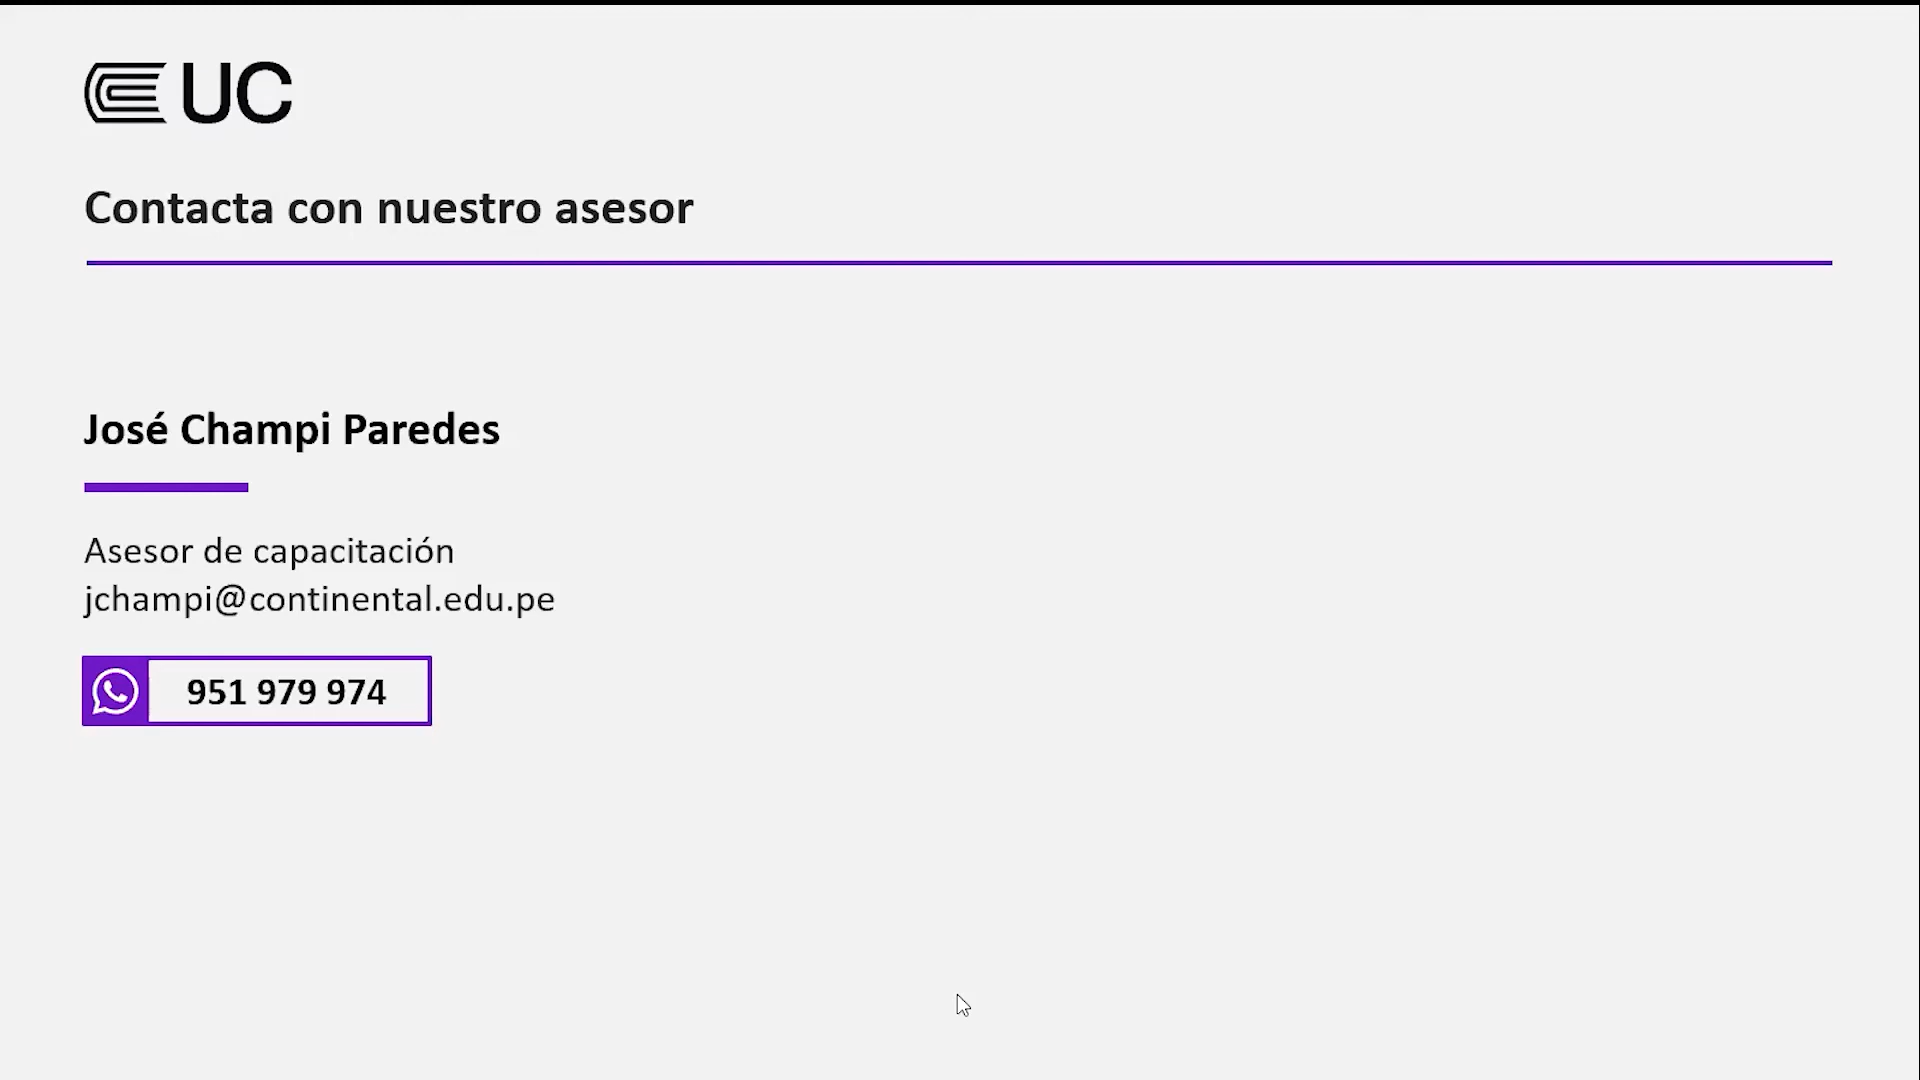 UC
Contacta con nuestro asesor
José Champi Paredes
Asesor de capacitación
jchampi@continental.edu.pe
951 979 974